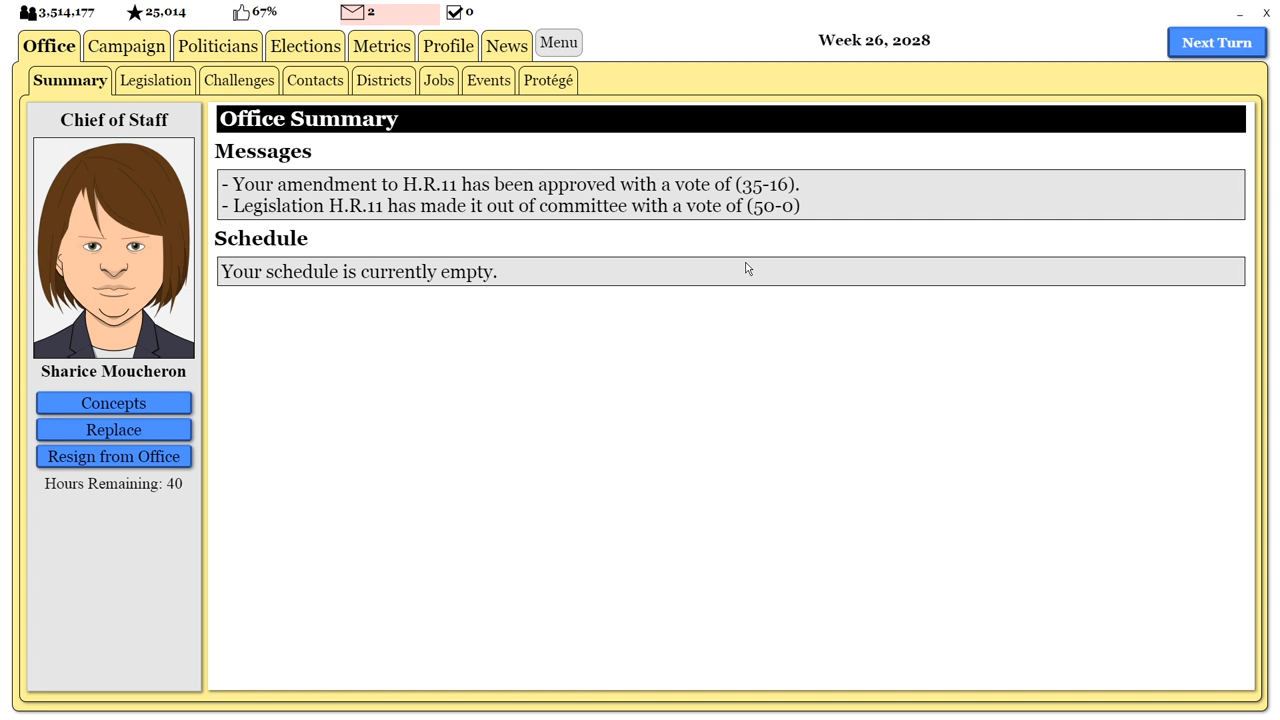 3,514,177 25,014 67% 2 0 _ X
Office Campaign Politicians Elections Metrics Profile News Menu Week 26, 2028 Next Turn
Summary Legislation Challenges Contacts Districts Jobs Events Protégé
Chief of Staff
Sharice Moucheron
Concepts
Replace
Resign from Office
Hours Remaining: 40
Office Summary
Messages
- Your amendment to H.R.11 has been approved with a vote of (35-16).
- Legislation H.R.11 has made it out of committee with a vote of (50-0)
Schedule
Your schedule is currently empty.